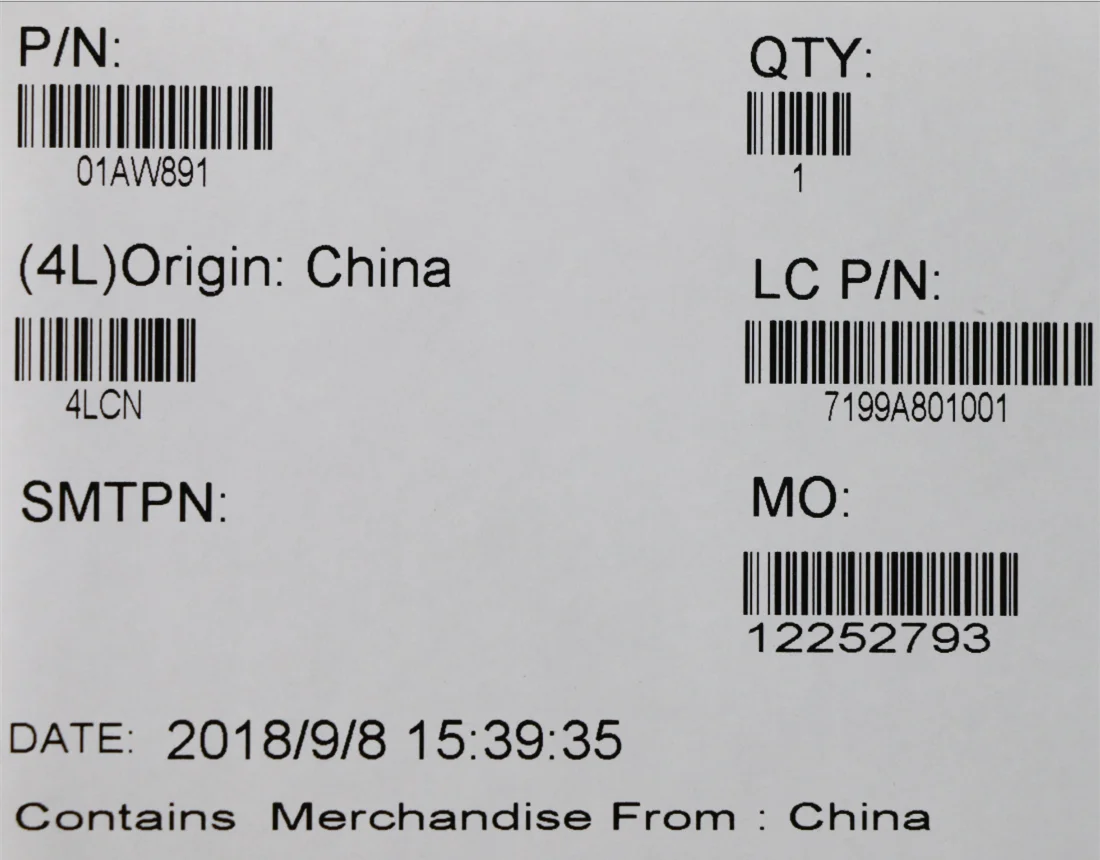 P/N:
01AW891
QTY:
1
(4L)Origin: China
4LCN
LC P/N:
7199A801001
SMTPN:
MO:
12252793
DATE: 2018/9/8 15:39:35
Contains Merchandise From : China